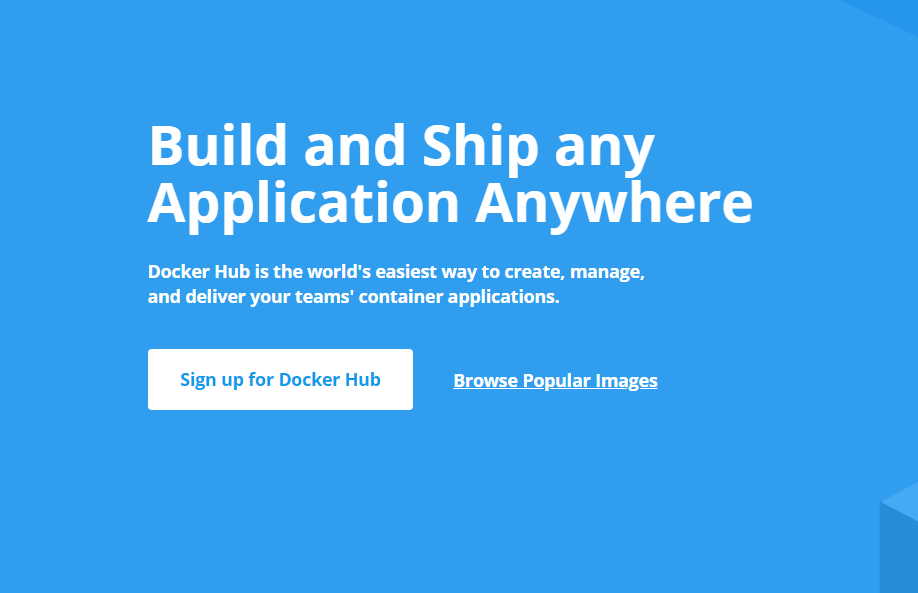 Build and Ship any
Application Anywhere
Docker Hub is the world's easiest way to create, manage,
and deliver your teams' container applications.
Sign up for Docker Hub
Browse Popular Images